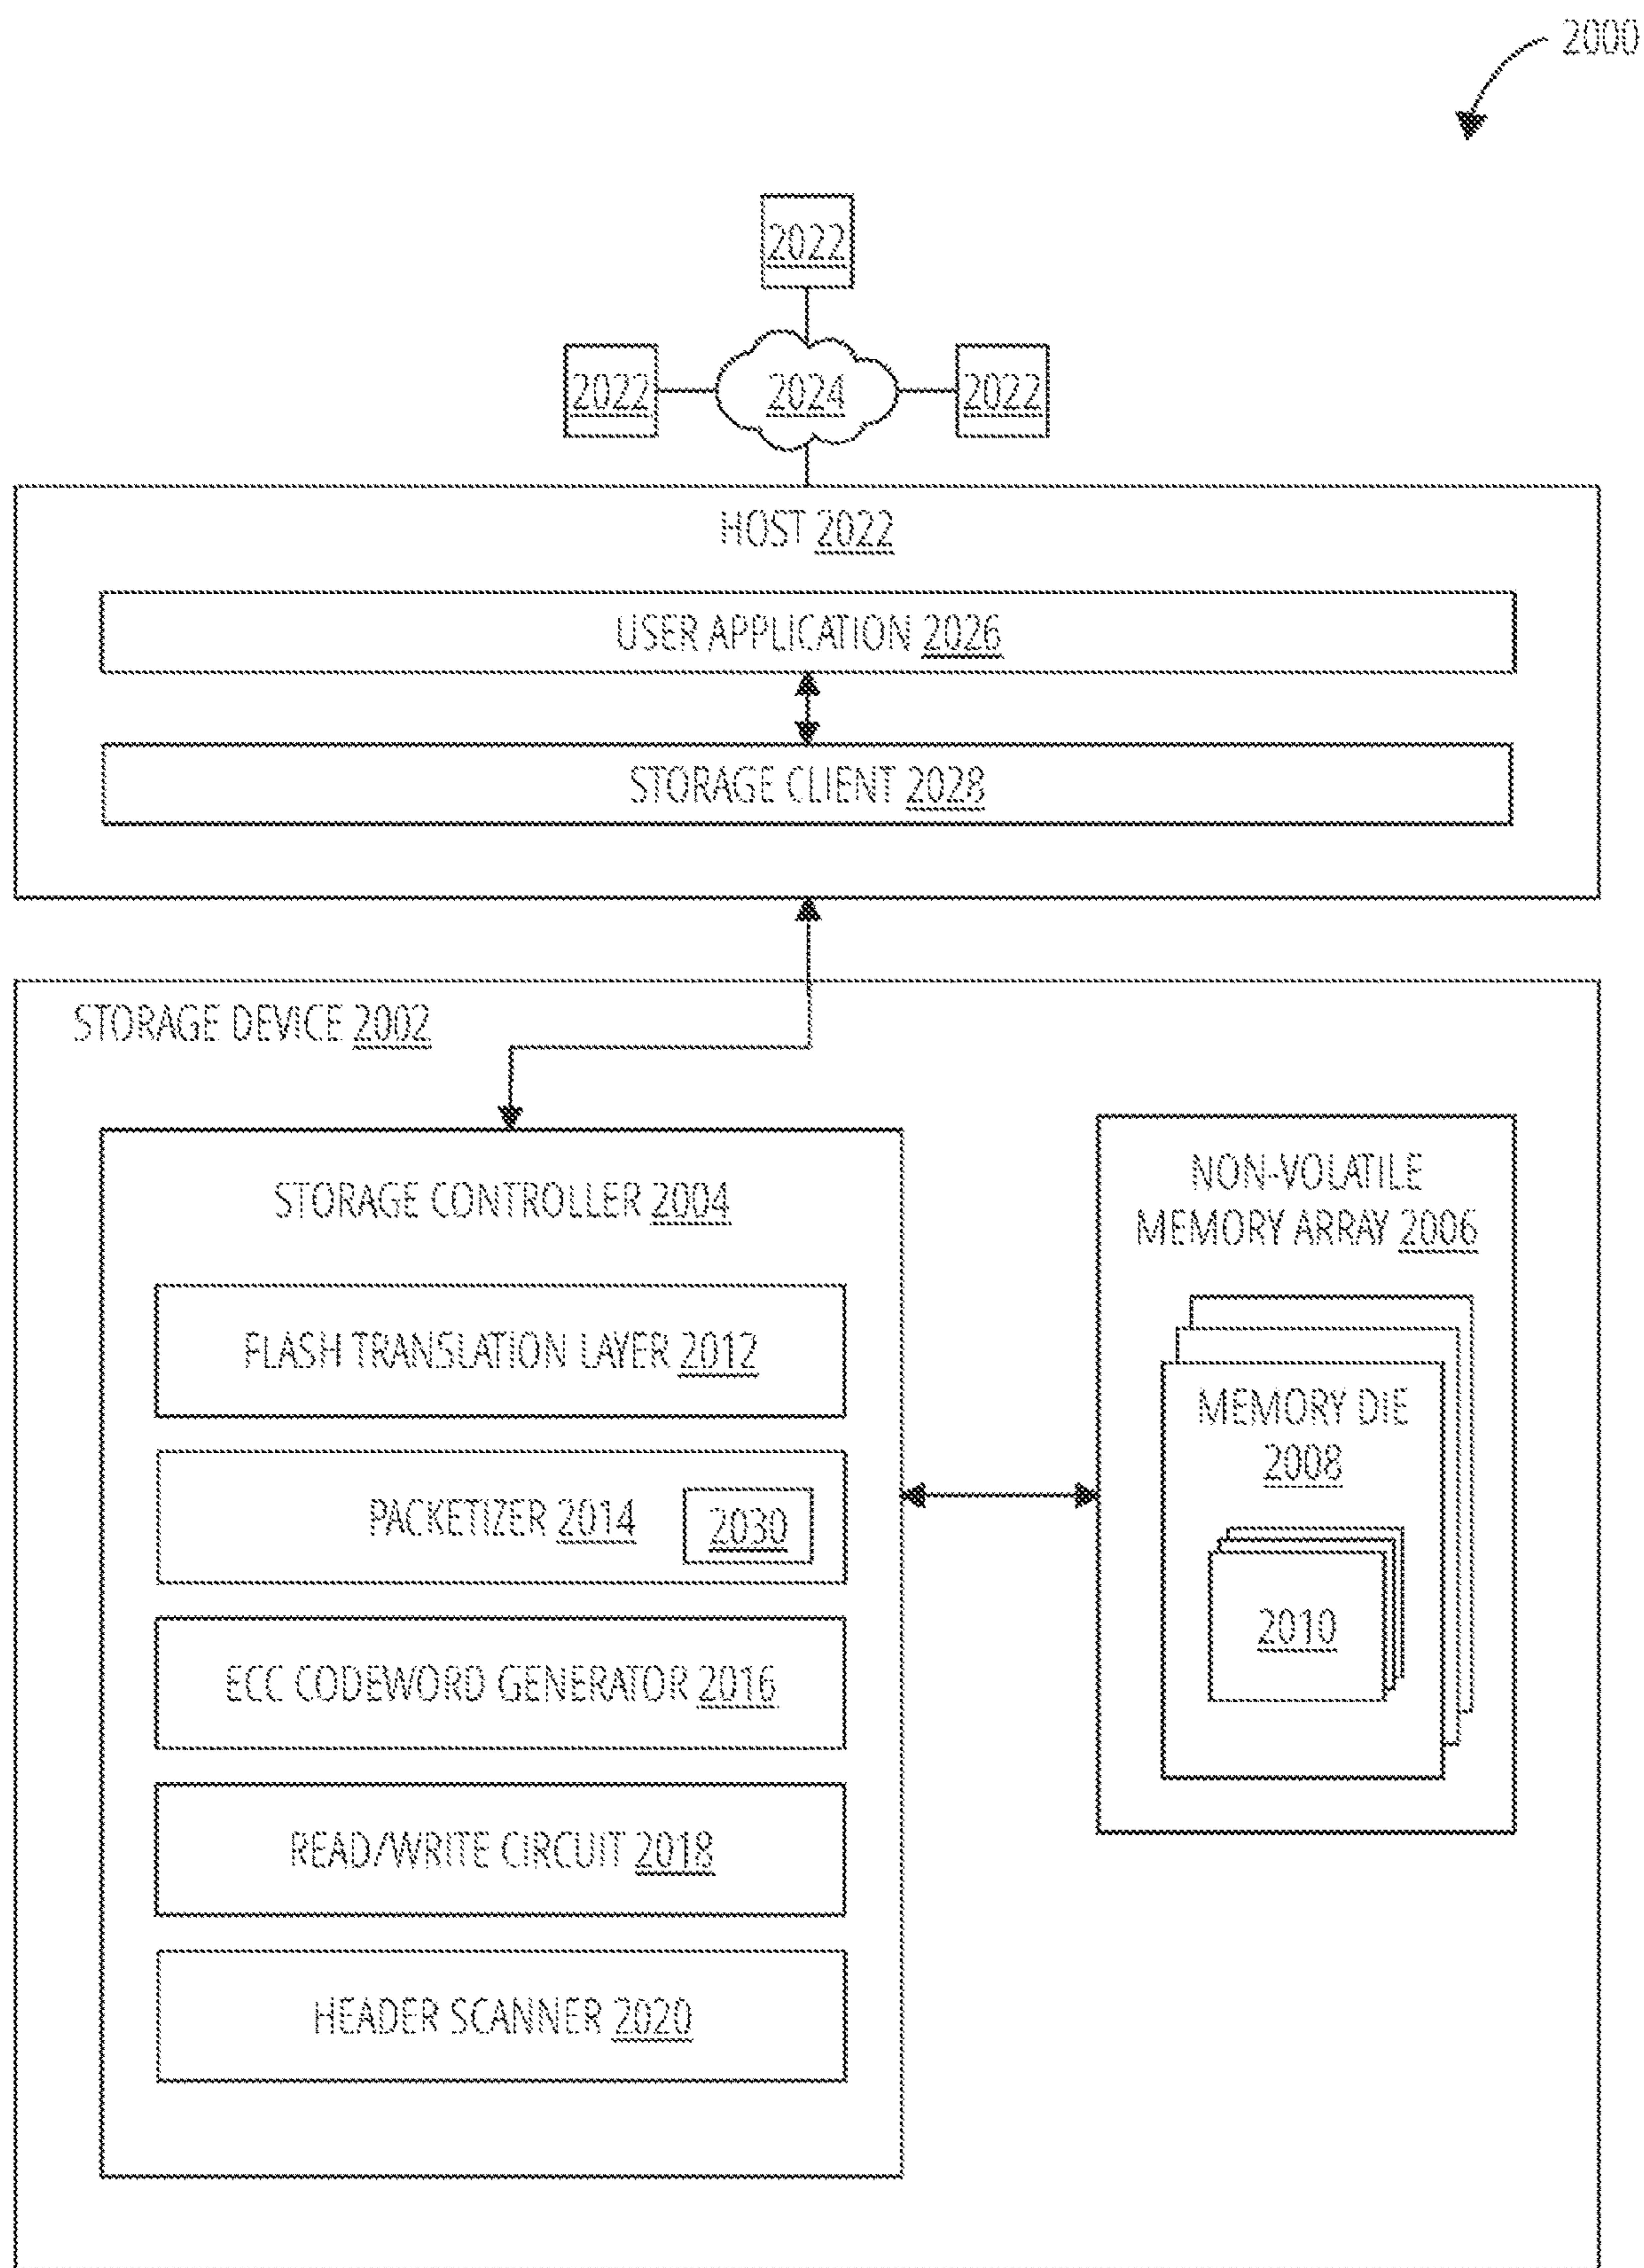 2000
2022
2022
2024
2022
HOST 2022
USER APPLICATION 2026
STORAGE CLIENT 2028
STORAGE DEVICE 2002
STORAGE CONTROLLER 2004
FLASH TRANSLATION LAYER 2012
PACKETIZER 2014
2030
ECC CODEWORD GENERATOR 2016
READ/WRITE CIRCUIT 2018
HEADER SCANNER 2020
NON-VOLATILE
MEMORY ARRAY 2006
MEMORY DIE
2008
2010